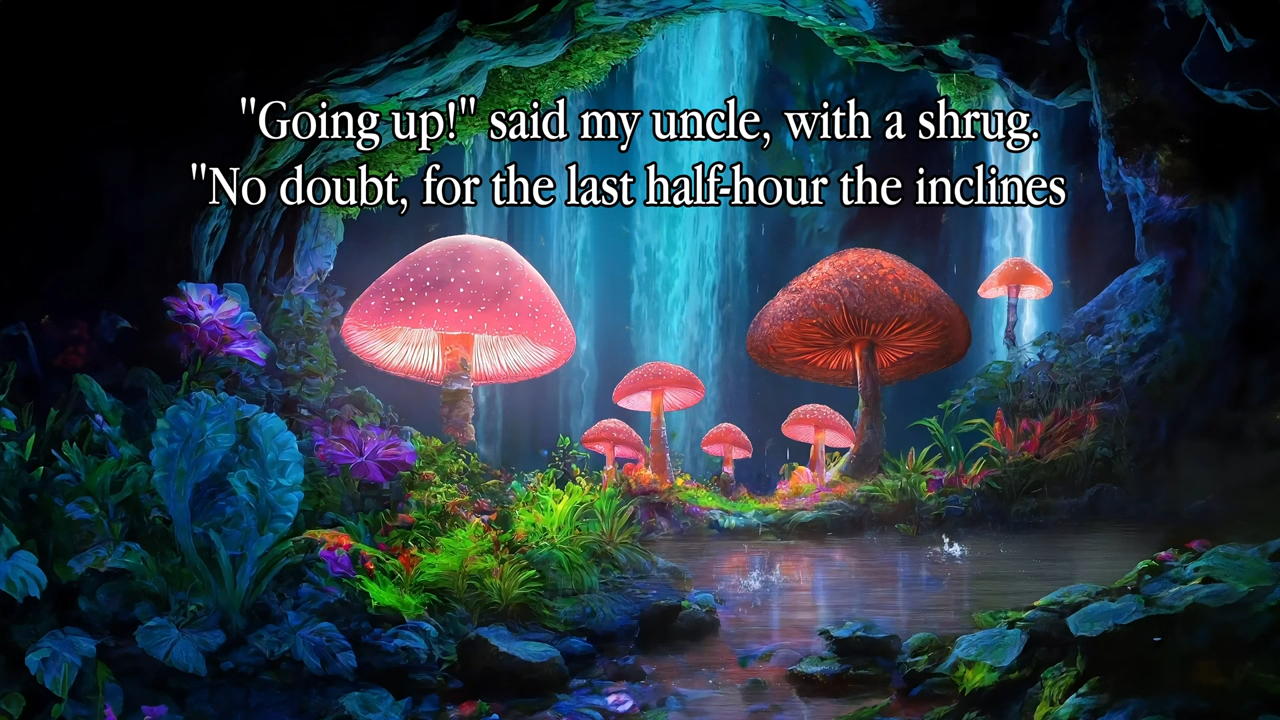 "Going up!" said my uncle, with a shrug.
"No doubt, for the last half-hour the inclines